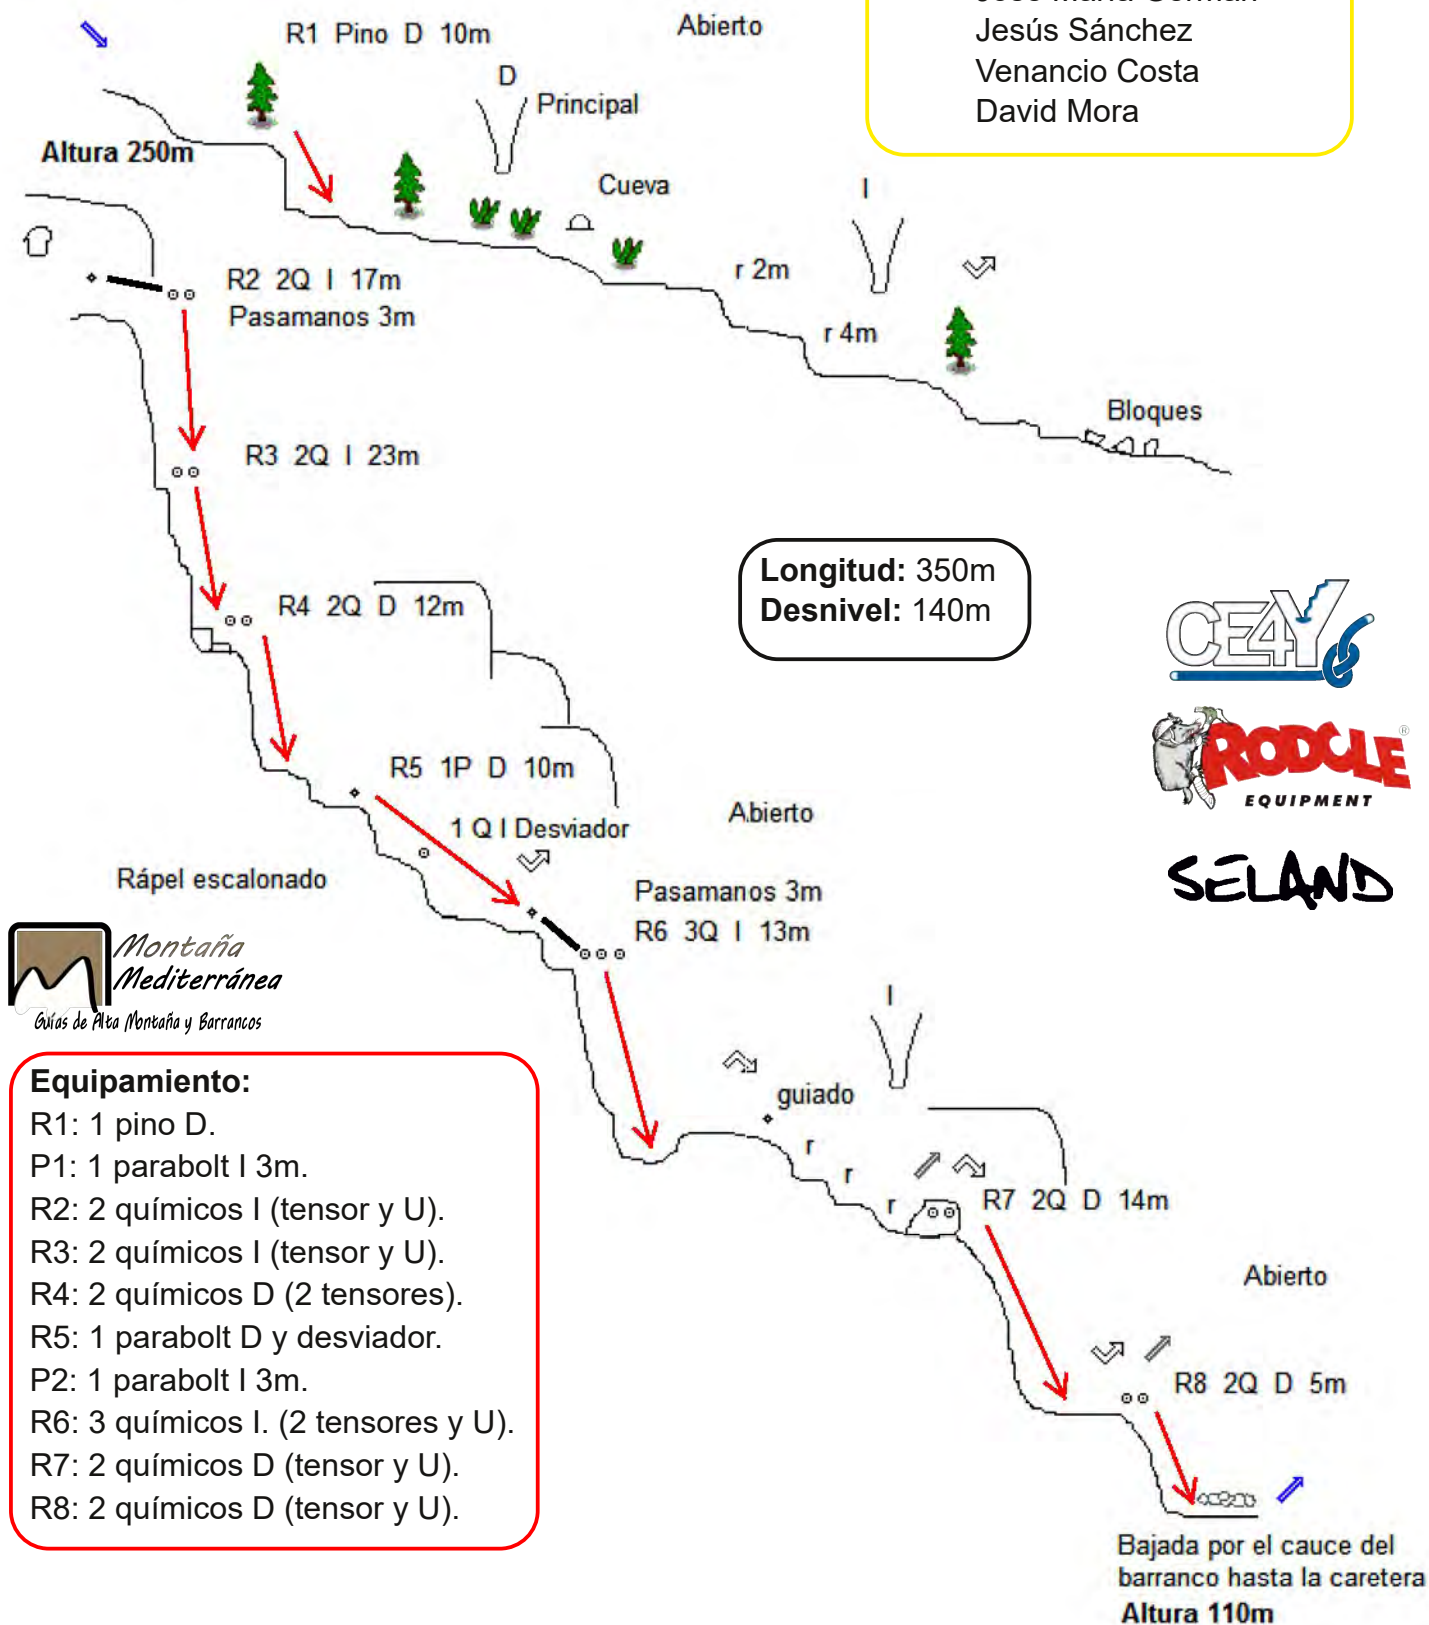 José María Germán
Jesús Sánchez
Venancio Costa
David Mora
R1 Pino D 10m
Abierto
D
Principal
Altura 250m
Cueva
I
R2 2Q I 17m
Pasamanos 3m
r 2m
r 4m
Bloques
R3 2Q I 23m
Longitud: 350m
Desnivel: 140m
R4 2Q D 12m
CE4Y
RODCLE
®
EQUIPMENT
R5 1P D 10m
1 Q I Desviador
Abierto
Rápel escalonado
SELAND
Pasamanos 3m
R6 3Q I 13m
Montaña
Mediterránea
Guías de Alta Montaña y Barrancos
I
guiado
r
r
r
R7 2Q D 14m
Equipamiento:
R1: 1 pino D.
P1: 1 parabolt I 3m.
R2: 2 químicos I (tensor y U).
R3: 2 químicos I (tensor y U).
R4: 2 químicos D (2 tensores).
R5: 1 parabolt D y desviador.
P2: 1 parabolt I 3m.
R6: 3 químicos I. (2 tensores y U).
R7: 2 químicos D (tensor y U).
R8: 2 químicos D (tensor y U).
Abierto
R8 2Q D 5m
Bajada por el cauce del
barranco hasta la caretera
Altura 110m